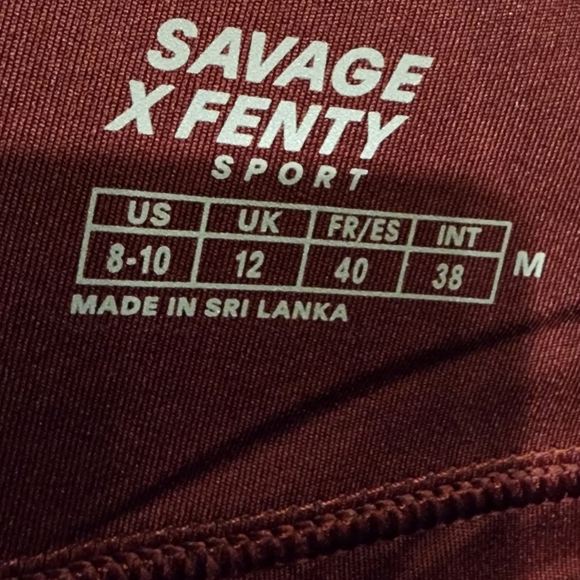 SAVAGE
X FENTY
SPORT
US UK FR/ES INT
8-10 12 40 38 M
MADE IN SRI LANKA